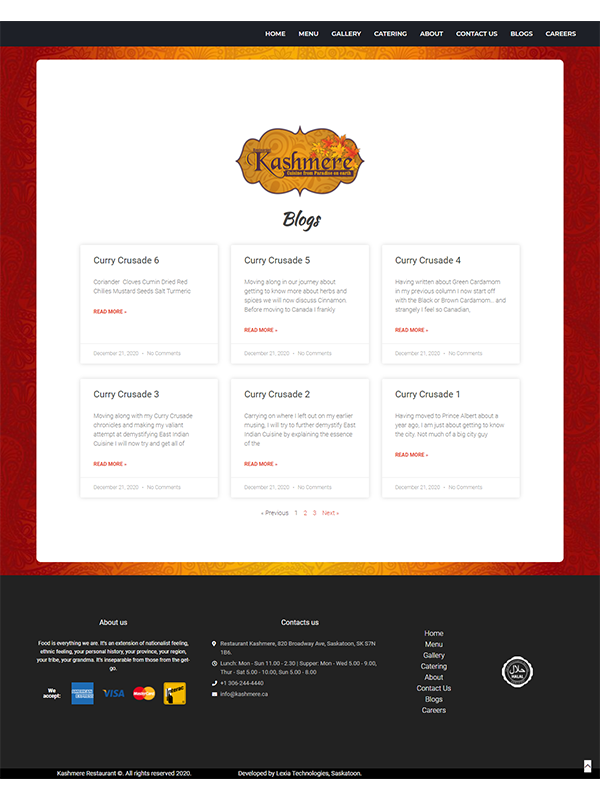 HOME MENU GALLERY CATERING ABOUT CONTACT US BLOGS CAREERS
Kashmere
Cuisine from Paradise on earth
Blogs
Curry Crusade 6
Coriander Cloves Cumin Dried Red
Chilies Mustard Seeds Salt Turmeric
READ MORE »
December 21, 2020 • No Comments
Curry Crusade 5
Moving along in our journey about
getting to know more about herbs and
spices we will now discuss Cinnamon.
Before moving to Canada I frankly
READ MORE »
December 21, 2020 • No Comments
Curry Crusade 4
Having written about Green Cardamom
in my previous column I now start off
with the Black or Brown Cardamom… and
strangely I feel so Canadian,
READ MORE »
December 21, 2020 • No Comments
Curry Crusade 3
Moving along with my Curry Crusade
chronicles and making my valiant
attempt at demystifying East Indian
Cuisine I will now try and get all of
READ MORE »
December 21, 2020 • No Comments
Curry Crusade 2
Carrying on where I left out on my earlier
musing, I will try to further demystify East
Indian Cuisine by explaining the essence
of the
READ MORE »
December 21, 2020 • No Comments
Curry Crusade 1
Having moved to Prince Albert about a
year ago, I am just about getting to know
the city. Not much of a big city guy
READ MORE »
December 21, 2020 • No Comments
« Previous 1 2 3 Next »
About us
Food is everything we are. It's an extension of nationalist feeling,
ethnic feeling, your personal history, your province, your region,
your tribe, your grandma. It's inseparable from those from the get-
go.
We
accept:
AMERICAN
EXPRESS
VISA
MasterCard
Interac
Contacts us
Restaurant Kashmere, 820 Broadway Ave, Saskatoon, SK S7N
1B6.
Lunch: Mon - Sun 11.00 - 2.30 | Supper: Mon - Wed 5.00 - 9.00,
Thur - Sat 5.00 - 10.00, Sun 5.00 - 8.00
+1 306-244-4440
info@kashmere.ca
Home
Menu
Gallery
Catering
About
Contact Us
Blogs
Careers
حلال
HALAL
Kashmere Restaurant ©. All rights reserved 2020.
Developed by Lexia Technologies, Saskatoon.